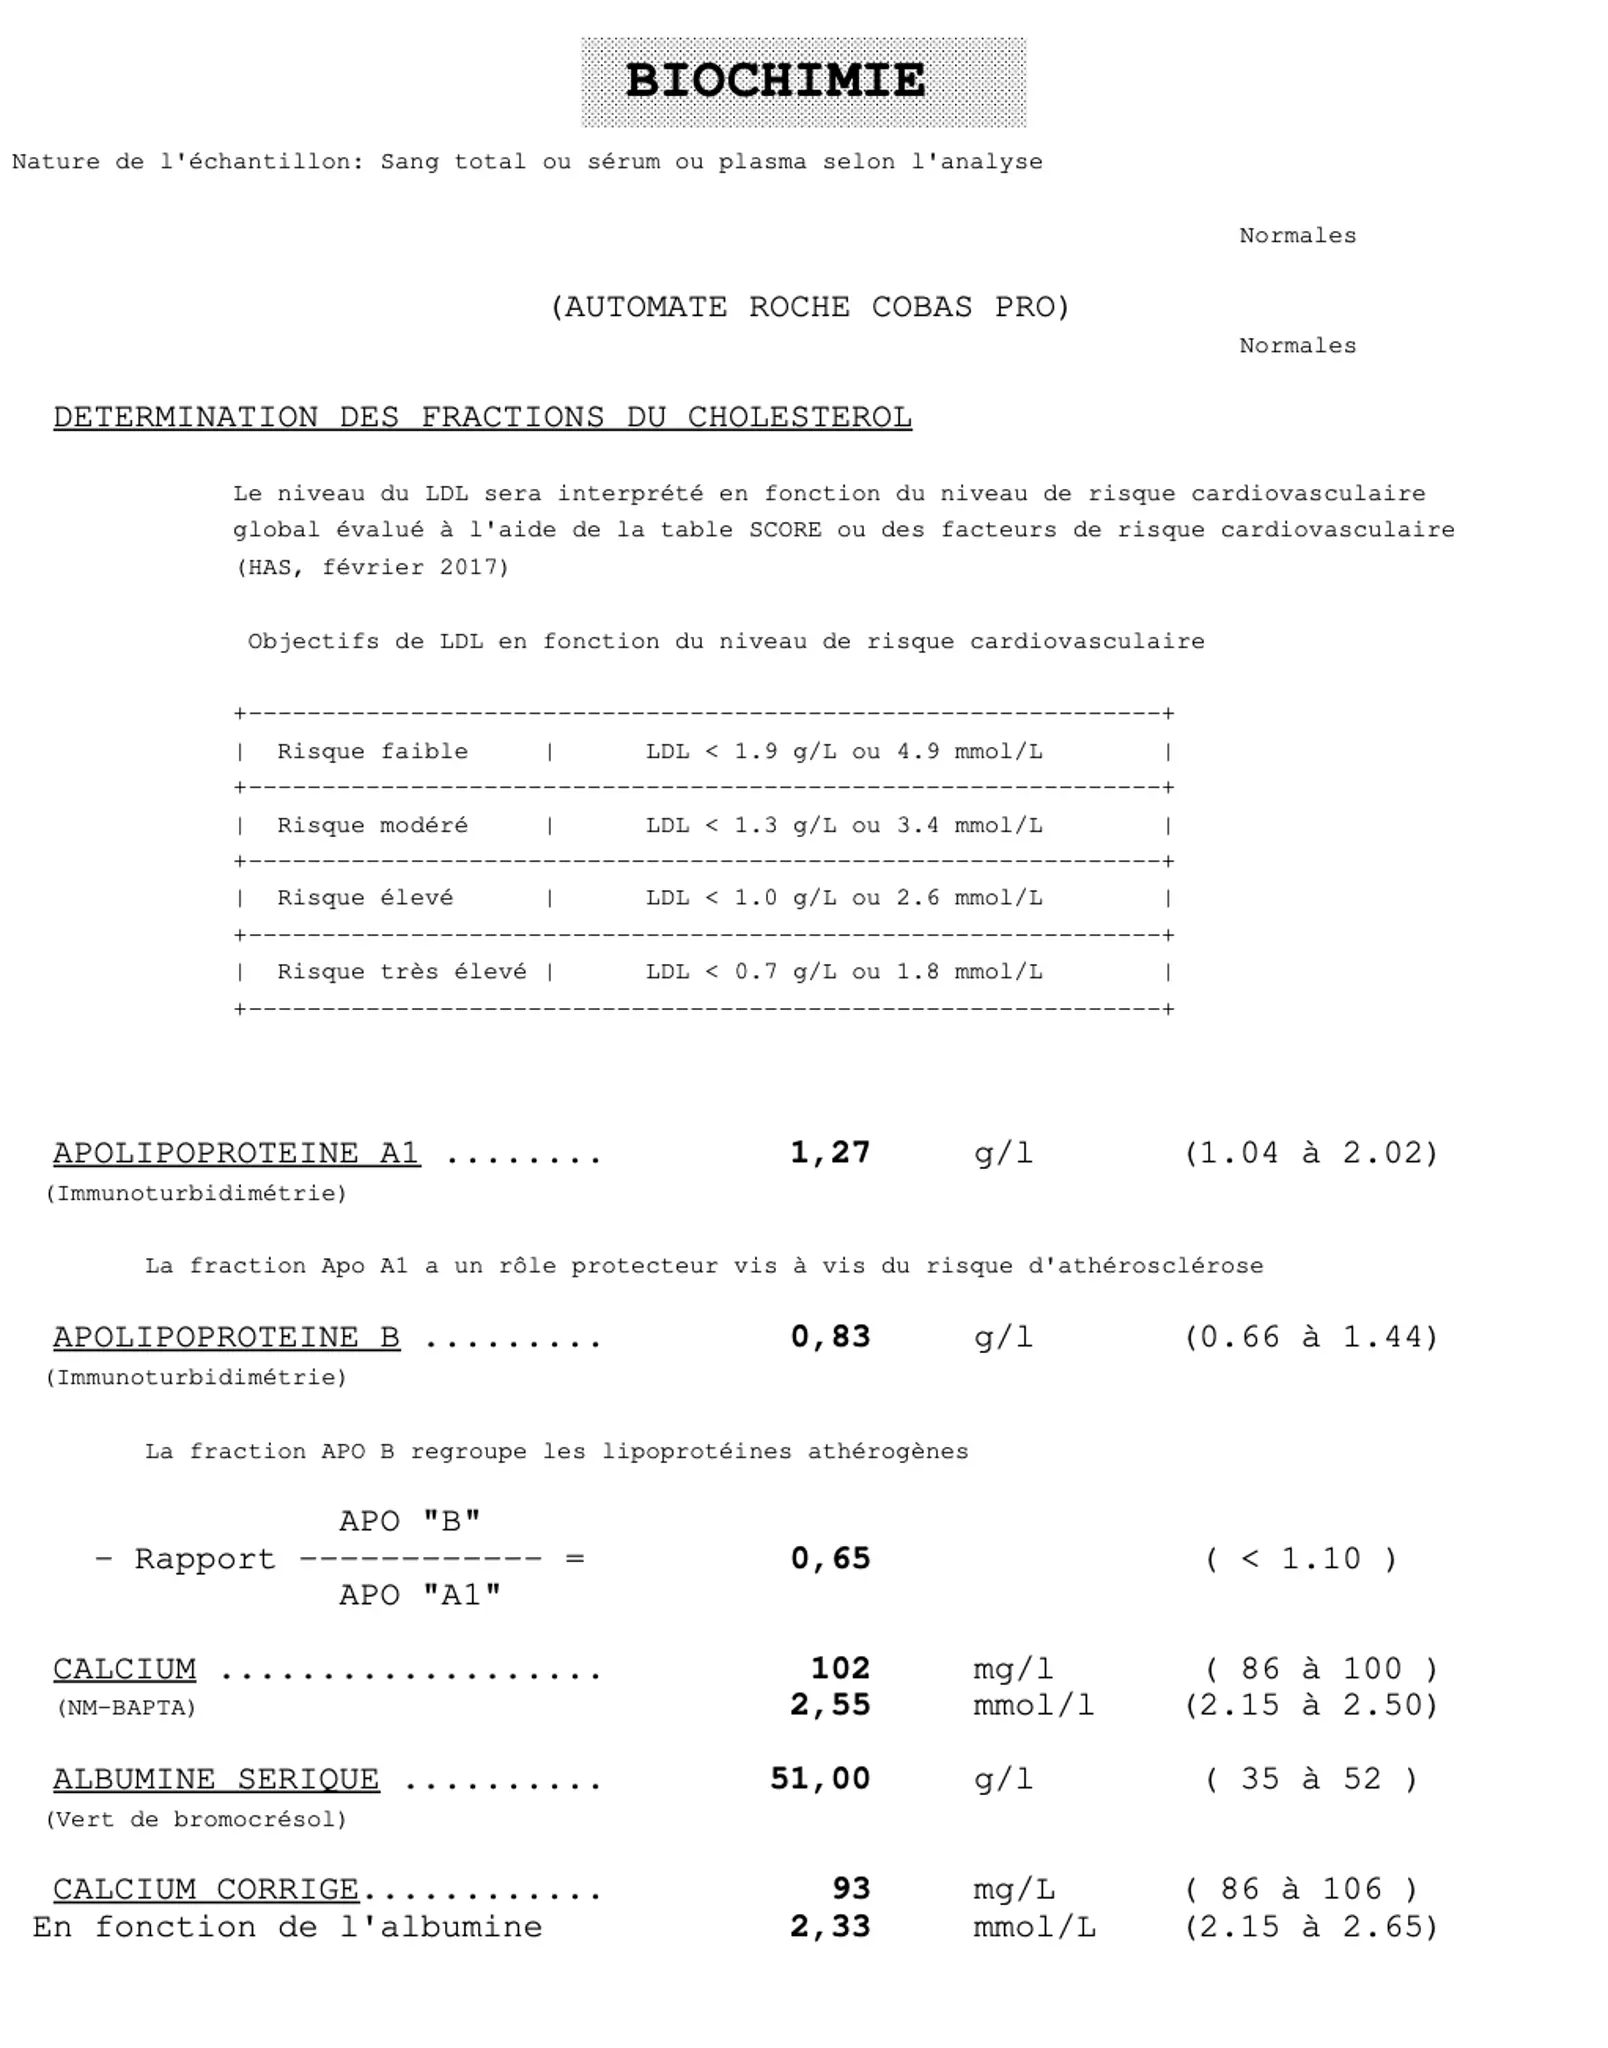 BIOCHIMIE
Nature de l'échantillon: Sang total ou sérum ou plasma selon l'analyse
Normales
(AUTOMATE ROCHE COBAS PRO)
Normales
DETERMINATION DES FRACTIONS DU CHOLESTEROL
Le niveau du LDL sera interprété en fonction du niveau de risque cardiovasculaire
global évalué à l'aide de la table SCORE ou des facteurs de risque cardiovasculaire
(HAS, février 2017)
Objectifs de LDL en fonction du niveau de risque cardiovasculaire
+--------------------------------------------------------------+
| Risque faible | LDL < 1.9 g/L ou 4.9 mmol/L |
+--------------------------------------------------------------+
| Risque modéré | LDL < 1.3 g/L ou 3.4 mmol/L |
+--------------------------------------------------------------+
| Risque élevé | LDL < 1.0 g/L ou 2.6 mmol/L |
+--------------------------------------------------------------+
| Risque très élevé | LDL < 0.7 g/L ou 1.8 mmol/L |
+--------------------------------------------------------------+
APOLIPOPROTEINE A1 ........ 1,27 g/l (1.04 à 2.02)
(Immunoturbidimétrie)
La fraction Apo A1 a un rôle protecteur vis à vis du risque d'athérosclérose
APOLIPOPROTEINE B ......... 0,83 g/l (0.66 à 1.44)
(Immunoturbidimétrie)
La fraction APO B regroupe les lipoprotéines athérogènes
APO "B"
- Rapport ------------ = 0,65 ( < 1.10 )
APO "A1"
CALCIUM ................... 102 mg/l ( 86 à 100 )
(NM-BAPTA) 2,55 mmol/l (2.15 à 2.50)
ALBUMINE SERIQUE .......... 51,00 g/l ( 35 à 52 )
(Vert de bromocrésol)
CALCIUM CORRIGE............ 93 mg/L ( 86 à 106 )
En fonction de l'albumine 2,33 mmol/L (2.15 à 2.65)